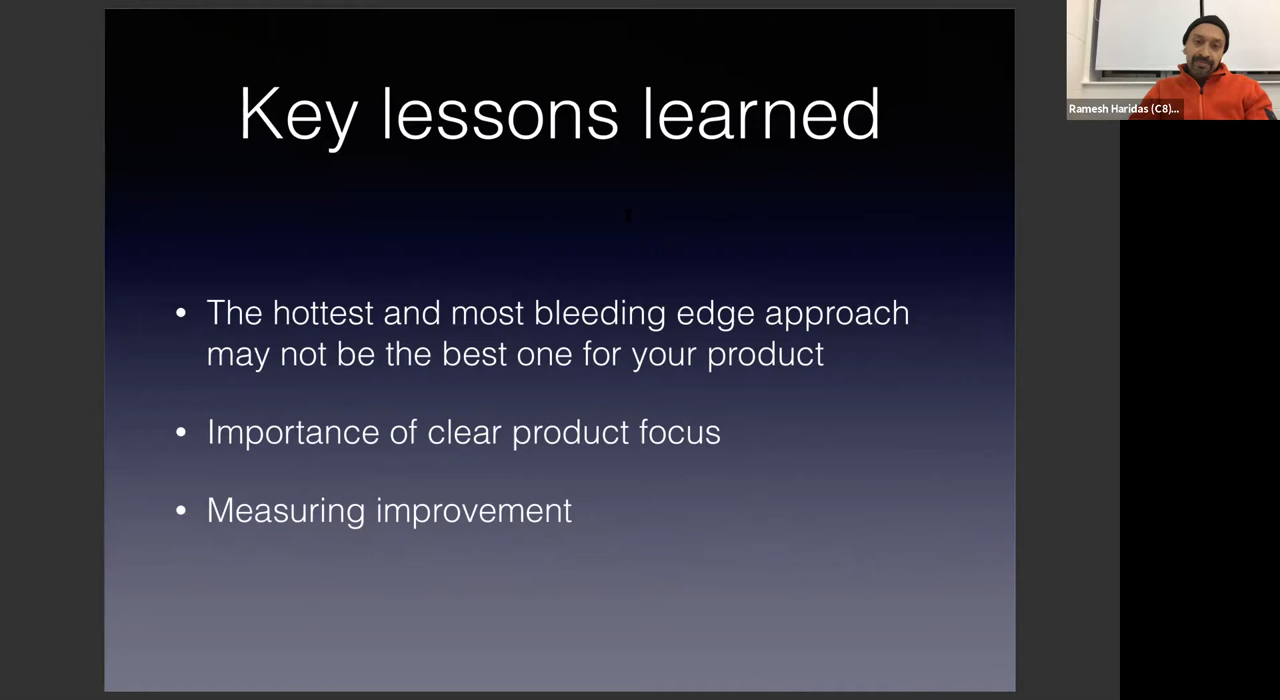 Key lessons learned
• The hottest and most bleeding edge approach
may not be the best one for your product
• Importance of clear product focus
• Measuring improvement
Ramesh Haridas (C8)...